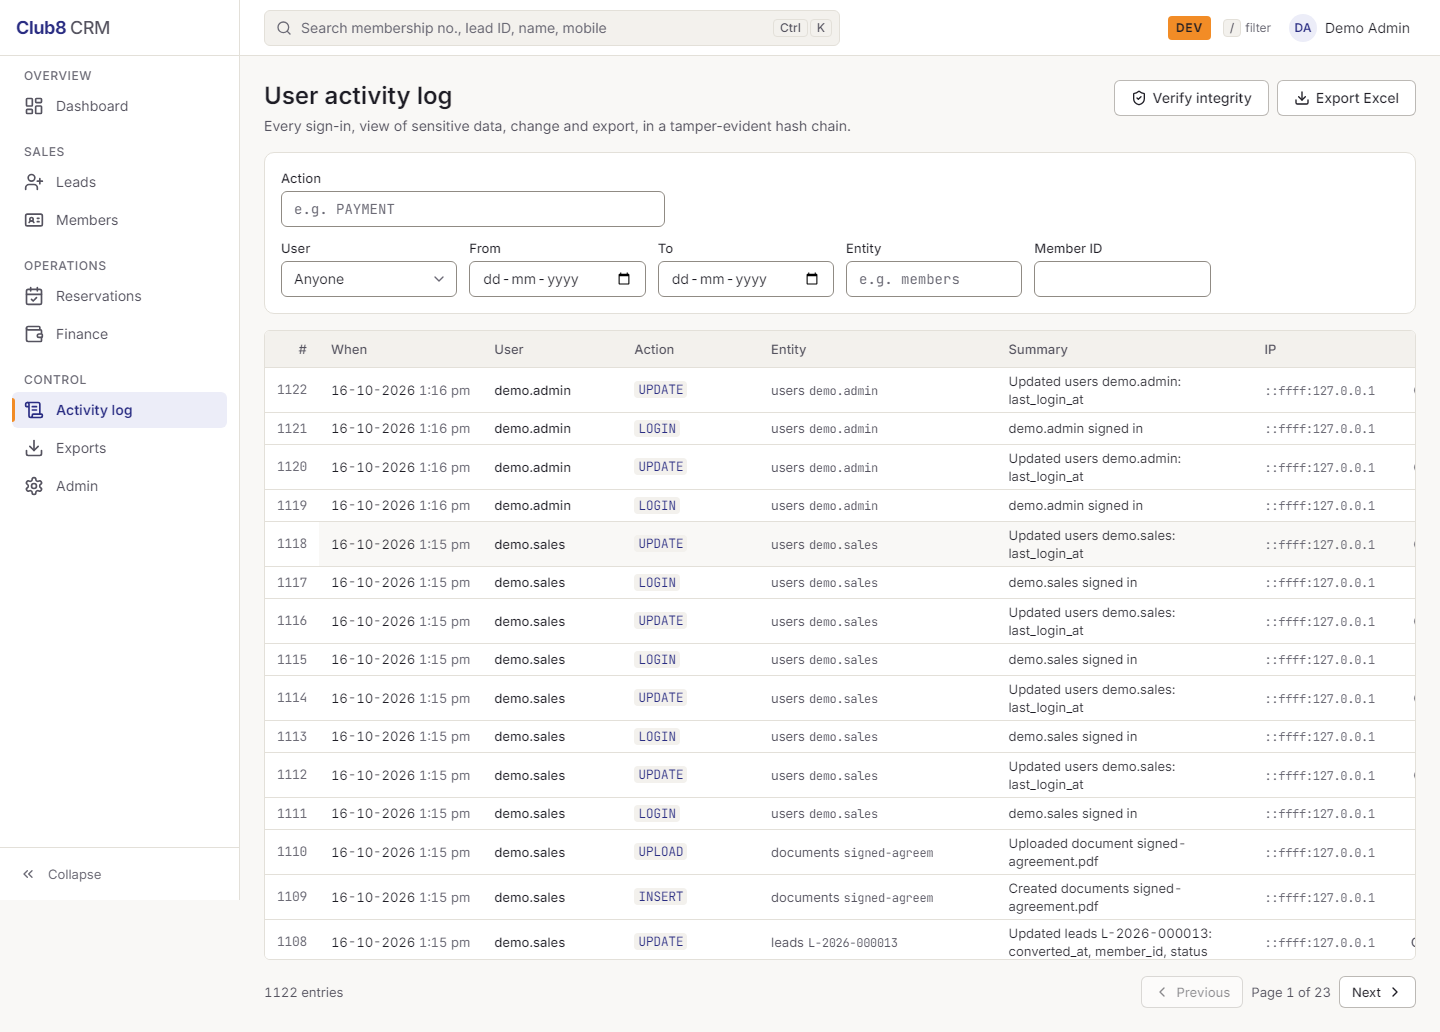 Club8 CRM
Search membership no., lead ID, name, mobile
Ctrl K
DEV
/ filter
DA
Demo Admin
OVERVIEW
Dashboard
SALES
Leads
Members
OPERATIONS
Reservations
Finance
CONTROL
Activity log
Exports
Admin
Collapse
User activity log
Every sign-in, view of sensitive data, change and export, in a tamper-evident hash chain.
Verify integrity
Export Excel
Action
e.g. PAYMENT
User From To Entity Member ID
Anyone dd-mm-yyyy dd-mm-yyyy e.g. members
# When User Action Entity Summary IP
1122 16-10-2026 1:16 pm demo.admin UPDATE users demo.admin Updated users demo.admin: ::ffff:127.0.0.1
last_login_at
1121 16-10-2026 1:16 pm demo.admin LOGIN users demo.admin demo.admin signed in ::ffff:127.0.0.1
1120 16-10-2026 1:16 pm demo.admin UPDATE users demo.admin Updated users demo.admin: ::ffff:127.0.0.1
last_login_at
1119 16-10-2026 1:16 pm demo.admin LOGIN users demo.admin demo.admin signed in ::ffff:127.0.0.1
1118 16-10-2026 1:15 pm demo.sales UPDATE users demo.sales Updated users demo.sales: ::ffff:127.0.0.1
last_login_at
1117 16-10-2026 1:15 pm demo.sales LOGIN users demo.sales demo.sales signed in ::ffff:127.0.0.1
1116 16-10-2026 1:15 pm demo.sales UPDATE users demo.sales Updated users demo.sales: ::ffff:127.0.0.1
last_login_at
1115 16-10-2026 1:15 pm demo.sales LOGIN users demo.sales demo.sales signed in ::ffff:127.0.0.1
1114 16-10-2026 1:15 pm demo.sales UPDATE users demo.sales Updated users demo.sales: ::ffff:127.0.0.1
last_login_at
1113 16-10-2026 1:15 pm demo.sales LOGIN users demo.sales demo.sales signed in ::ffff:127.0.0.1
1112 16-10-2026 1:15 pm demo.sales UPDATE users demo.sales Updated users demo.sales: ::ffff:127.0.0.1
last_login_at
1111 16-10-2026 1:15 pm demo.sales LOGIN users demo.sales demo.sales signed in ::ffff:127.0.0.1
1110 16-10-2026 1:15 pm demo.sales UPLOAD documents signed-agreem Uploaded document signed- ::ffff:127.0.0.1
agreement.pdf
1109 16-10-2026 1:15 pm demo.sales INSERT documents signed-agreem Created documents signed- ::ffff:127.0.0.1
agreement.pdf
1108 16-10-2026 1:15 pm demo.sales UPDATE leads L-2026-000013 Updated leads L-2026-000013: ::ffff:127.0.0.1
converted_at, member_id, status
1122 entries
Previous Page 1 of 23 Next